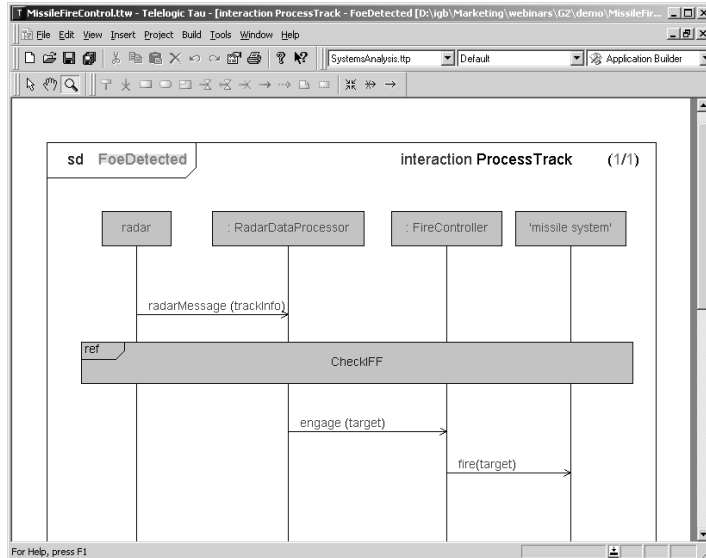 MissileFireControl.ttw - Telelogic Tau - [interaction ProcessTrack - FoeDetected [D:\igb\Marketing\webinars\G2\demo\MissileFir...
File Edit View Insert Project Build Tools Window Help
SystemsAnalysis.ttp Default Application Builder
sd FoeDetected interaction ProcessTrack (1/1)
radar : RadarDataProcessor : FireController 'missile system'
radarMessage (trackInfo)
ref
CheckIFF
engage (target)
fire(target)
For Help, press F1